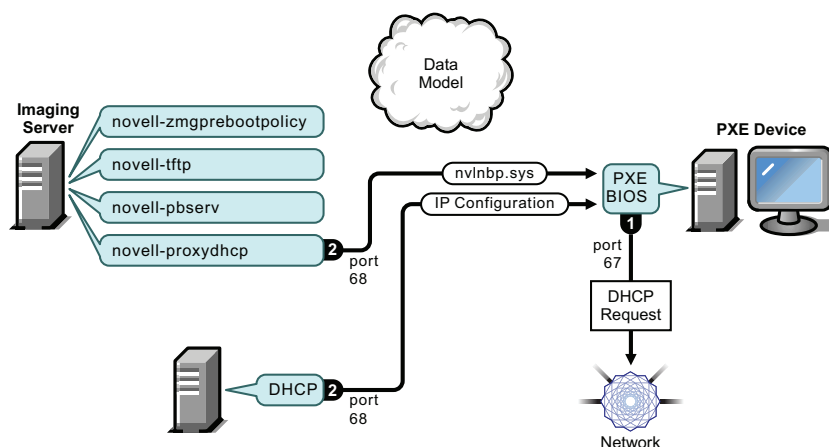 Data
Model
Imaging
Server
novell-zmgprebootpolicy
novell-tftp
novell-pbserv
novell-proxydhcp
2
port
68
nvlnbp.sys
IP Configuration
PXE
BIOS
1
port
67
PXE Device
DHCP
Request
Network
DHCP
2
port
68